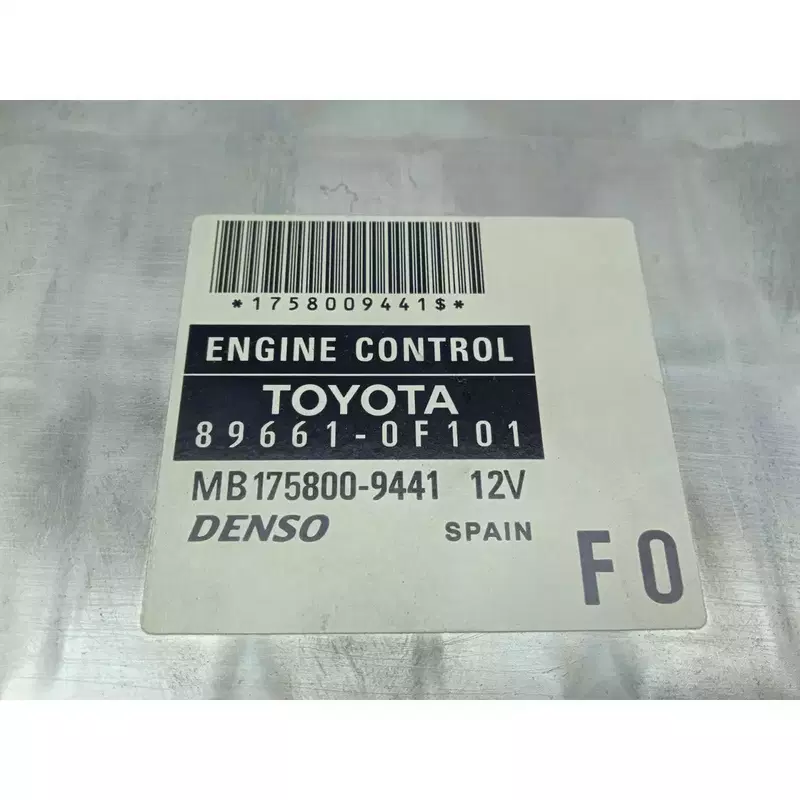 *1758009441$*
ENGINE CONTROL
TOYOTA
89661-0F101
MB175800-9441 12V
DENSO SPAIN
F0